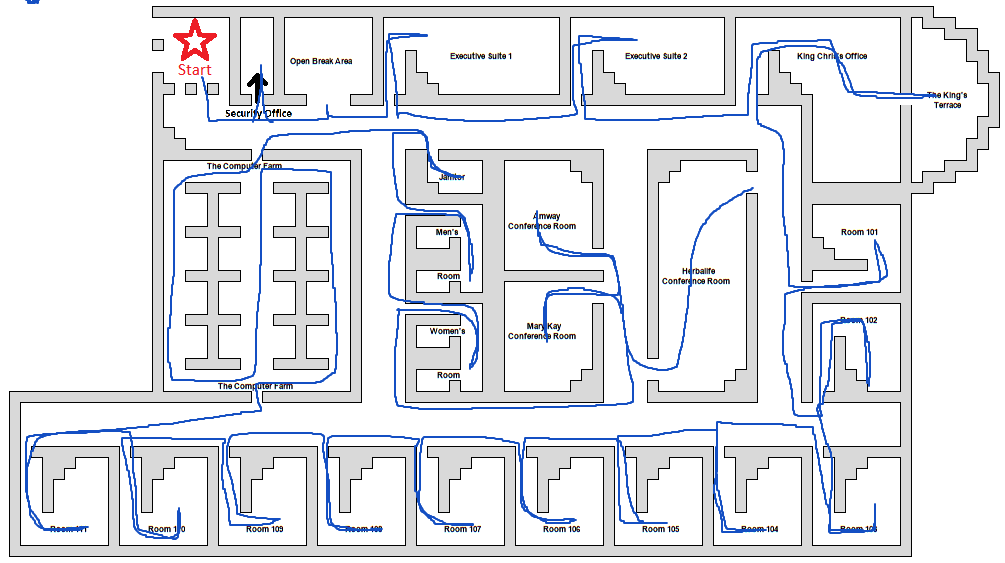 Start
Open Break Area
Executive Suite 1
Executive Suite 2
King Chris's Office
The King's
Terrace
Security Office
The Computer Farm
Janitor
Men's
Room
Amway
Conference Room
Room 101
Herbalife
Conference Room
Women's
Room
Mary Kay
Conference Room
Room 102
The Computer Farm
Room 111
Room 110
Room 109
Room 108
Room 107
Room 106
Room 105
Room 104
Room 103